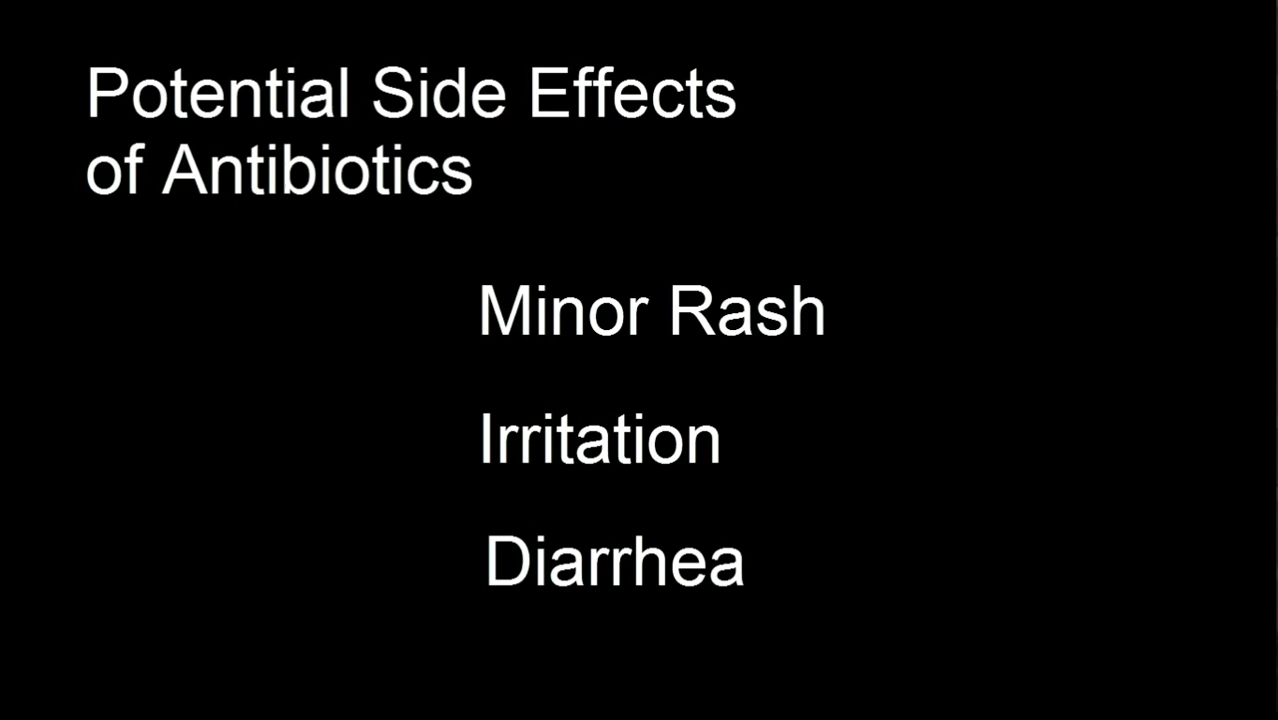 Potential Side Effects
of Antibiotics
Minor Rash
Irritation
Diarrhea